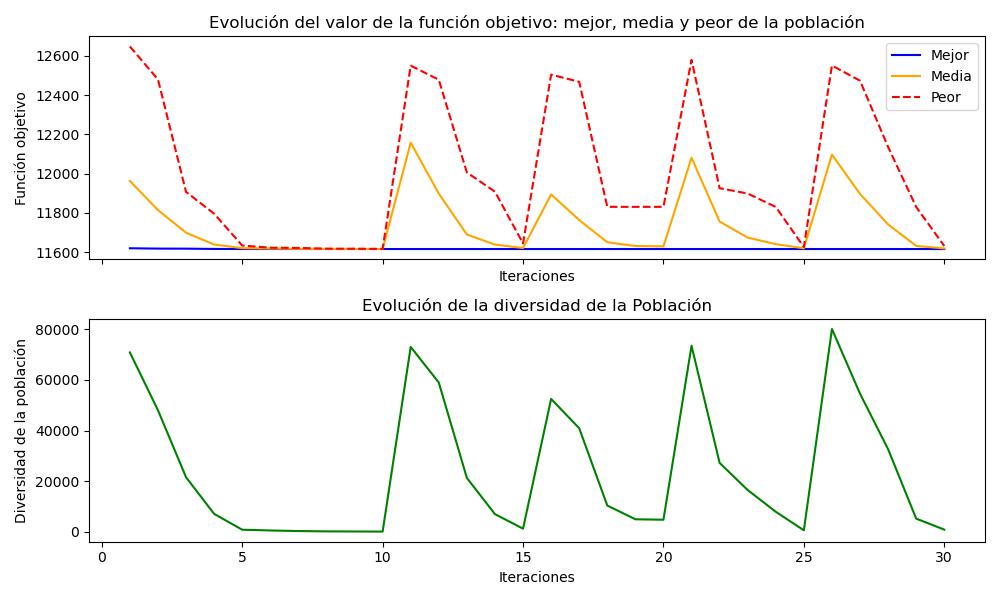 Evolución del valor de la función objetivo: mejor, media y peor de la población
12600
12400
12200
12000
11800
11600
Función objetivo
Mejor
Media
Peor
Iteraciones
Evolución de la diversidad de la Población
80000
60000
40000
20000
0
Diversidad de la población
0 5 10 15 20 25 30
Iteraciones